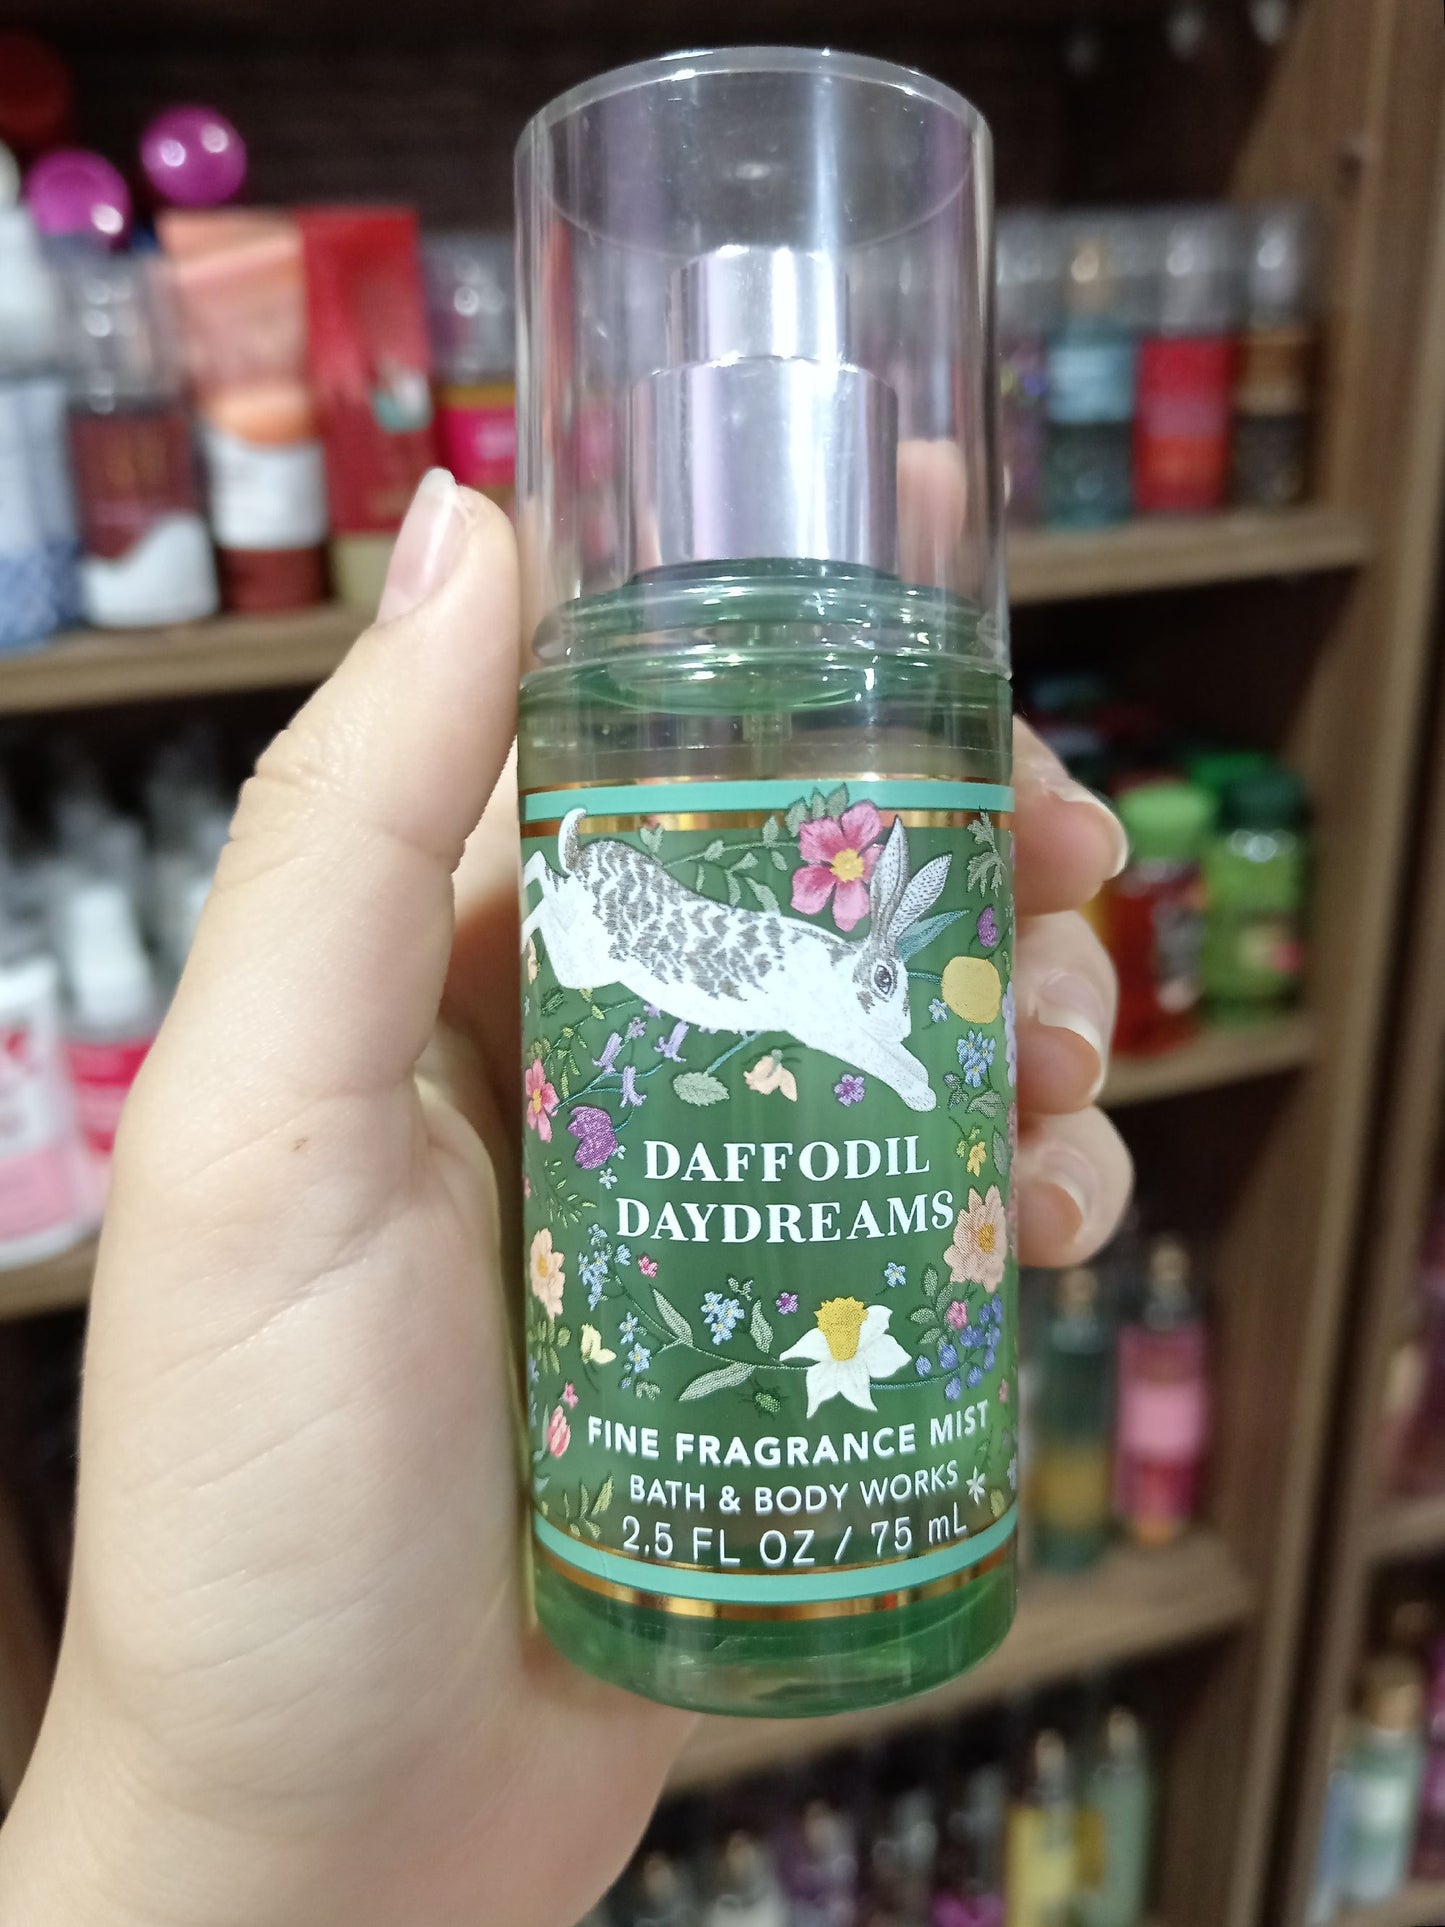 DAFFODIL
DAYDREAMS
FINE FRAGRANCE MIST
BATH & BODY WORKS
2.5 FL OZ / 75 mL